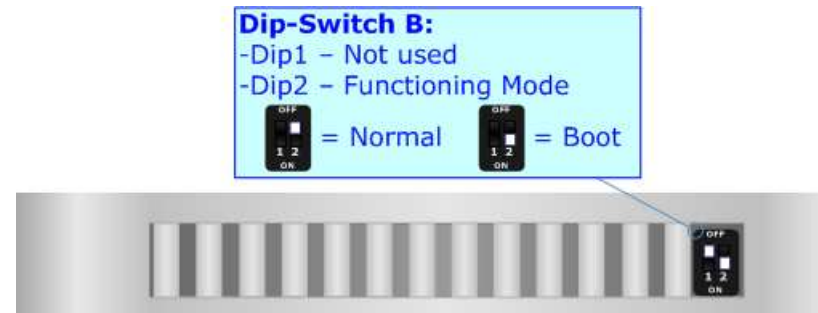 Dip-Switch B:
-Dip1 – Not used
-Dip2 – Functioning Mode
OFF
1 2
ON
= Normal
OFF
1 2
ON
= Boot
OFF
1 2
ON